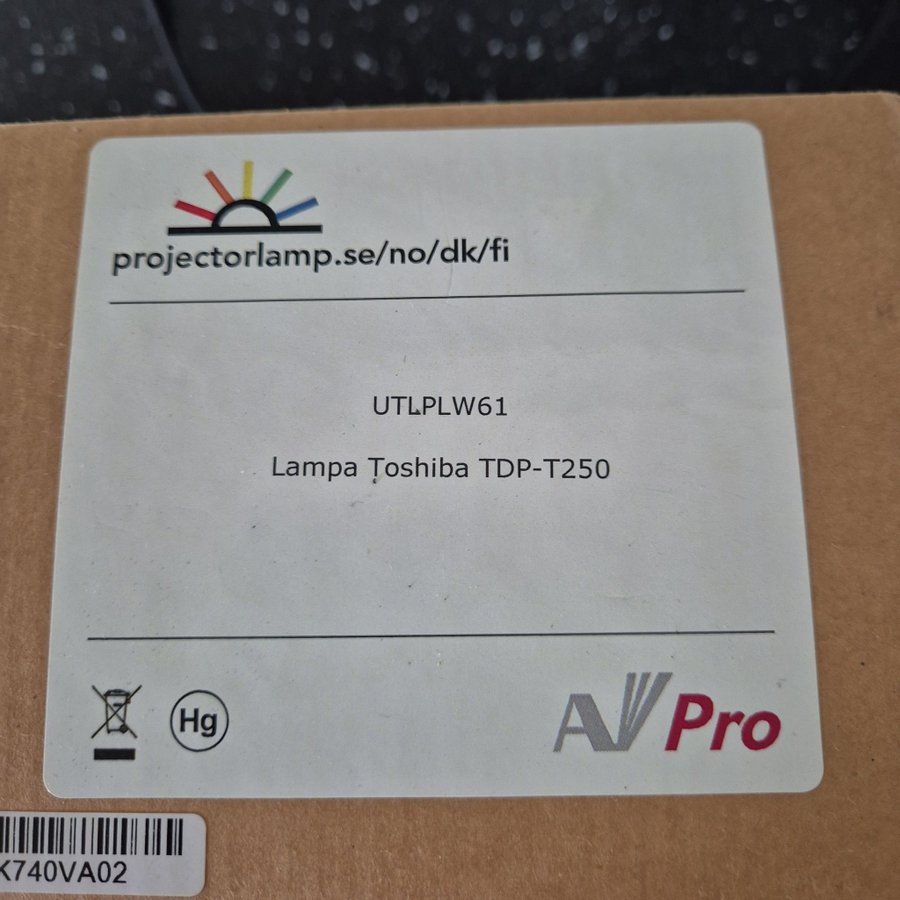 projectorlamp.se/no/dk/fi
UTLPLW61
Lampa Toshiba TDP-T250
Hg
AV Pro
K740VA02